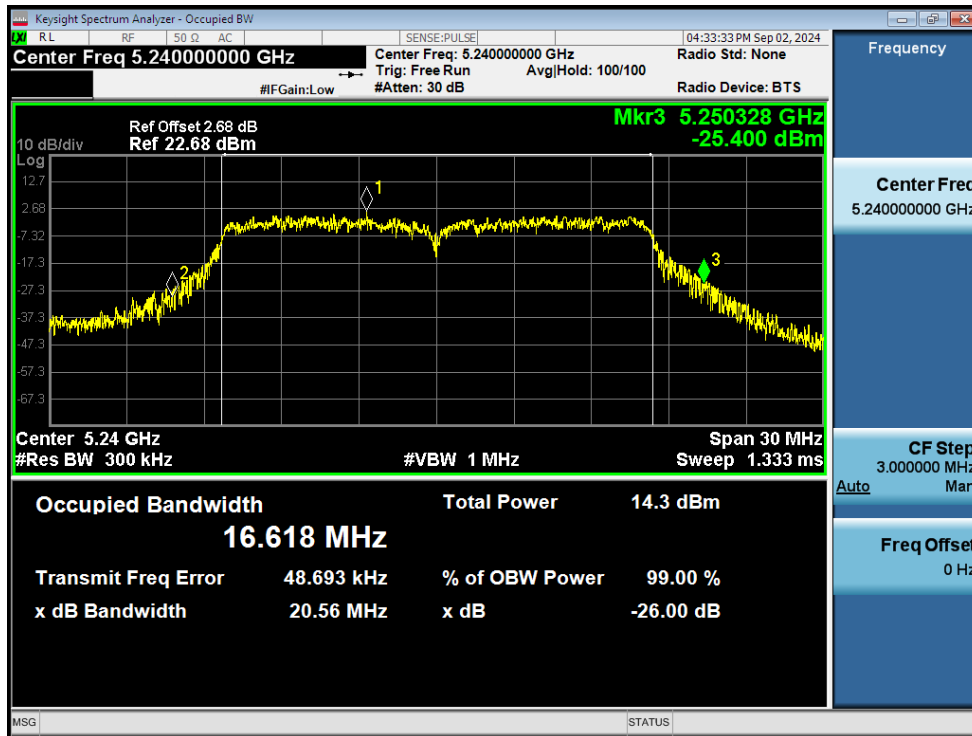 Keysight Spectrum Analyzer - Occupied BW
LXI RL RF 50 Ω AC SENSE:PULSE 04:33:33 PM Sep 02, 2024
Center Freq 5.240000000 GHz
Center Freq: 5.240000000 GHz Radio Std: None
Trig: Free Run Avg|Hold: 100/100
#IFGain:Low #Atten: 30 dB Radio Device: BTS
Frequency
Mkr3 5.250328 GHz
-25.400 dBm
Ref Offset 2.68 dB
10 dB/div Ref 22.68 dBm
Log
12.7
2.68
-7.32
-17.3
-27.3
-37.3
-47.3
-57.3
-67.3
1
2
3
Center 5.24 GHz Span 30 MHz
#Res BW 300 kHz #VBW 1 MHz Sweep 1.333 ms
Occupied Bandwidth Total Power 14.3 dBm
16.618 MHz
Transmit Freq Error 48.693 kHz % of OBW Power 99.00 %
x dB Bandwidth 20.56 MHz x dB -26.00 dB
Center Freq
5.240000000 GHz
CF Step
3.000000 MHz
Auto Man
Freq Offset
0 Hz
MSG STATUS